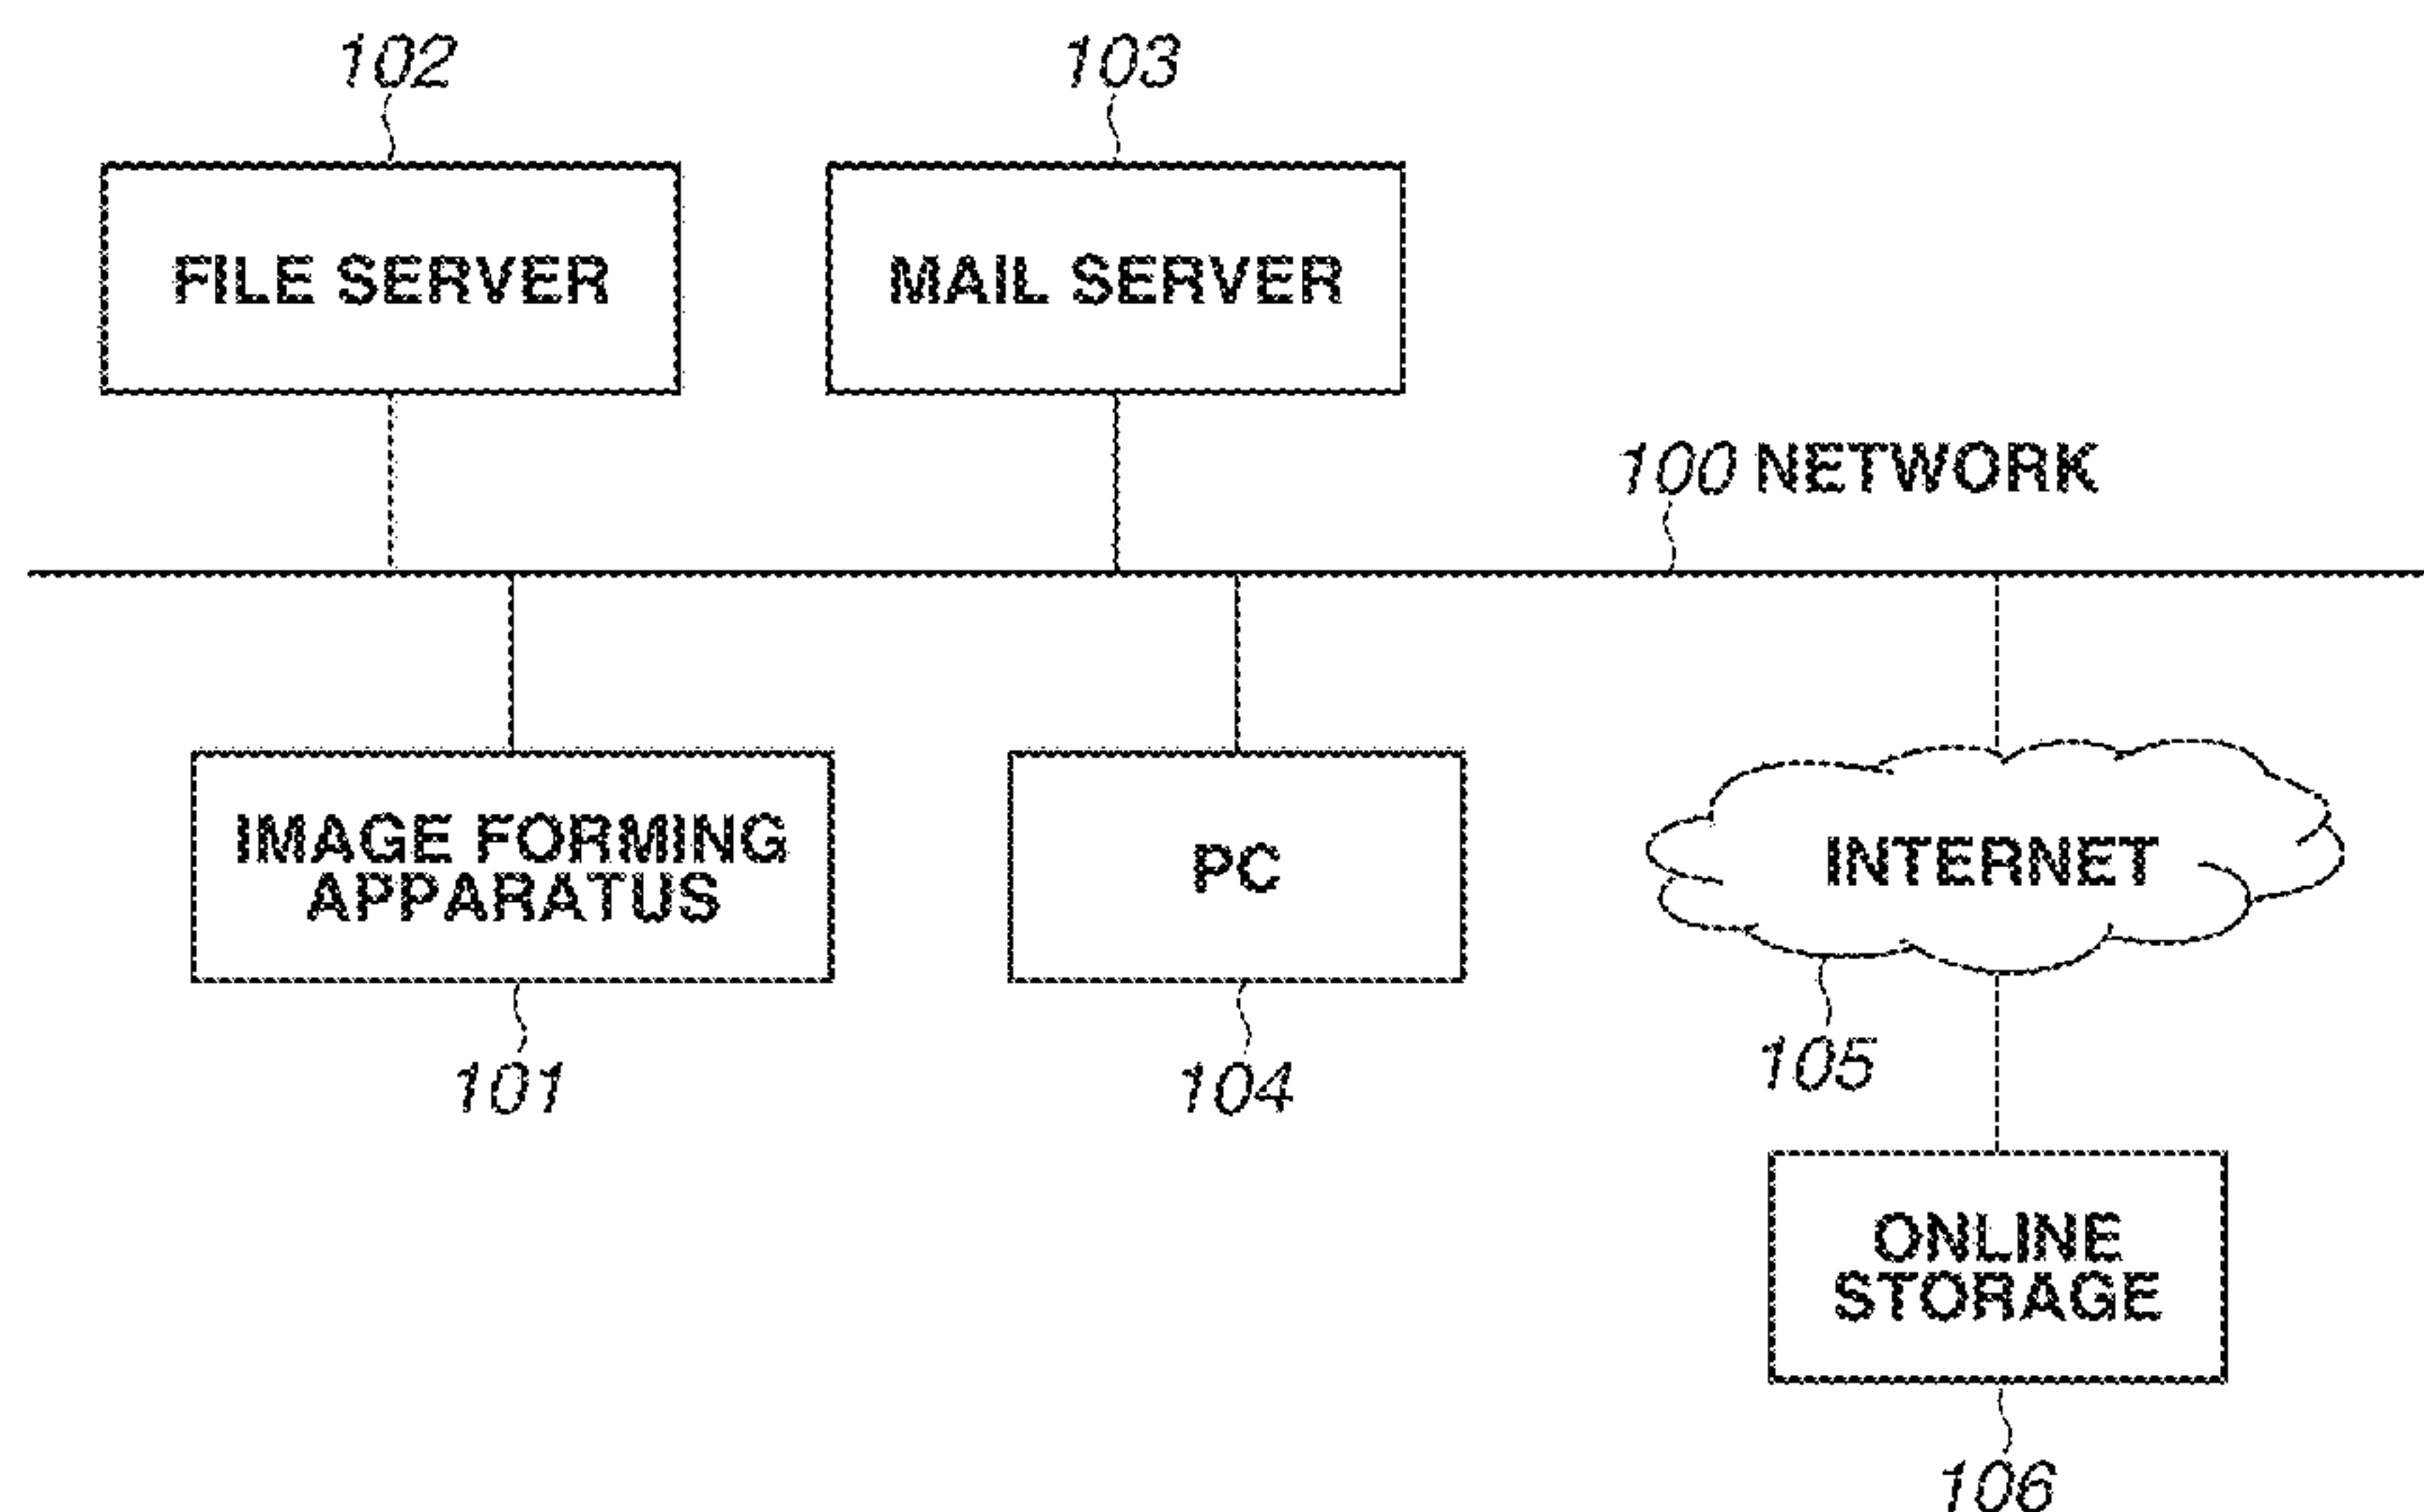 102
103
FILE SERVER
MAIL SERVER
100 NETWORK
IMAGE FORMING
APPARATUS
PC
INTERNET
101
104
105
ONLINE
STORAGE
106